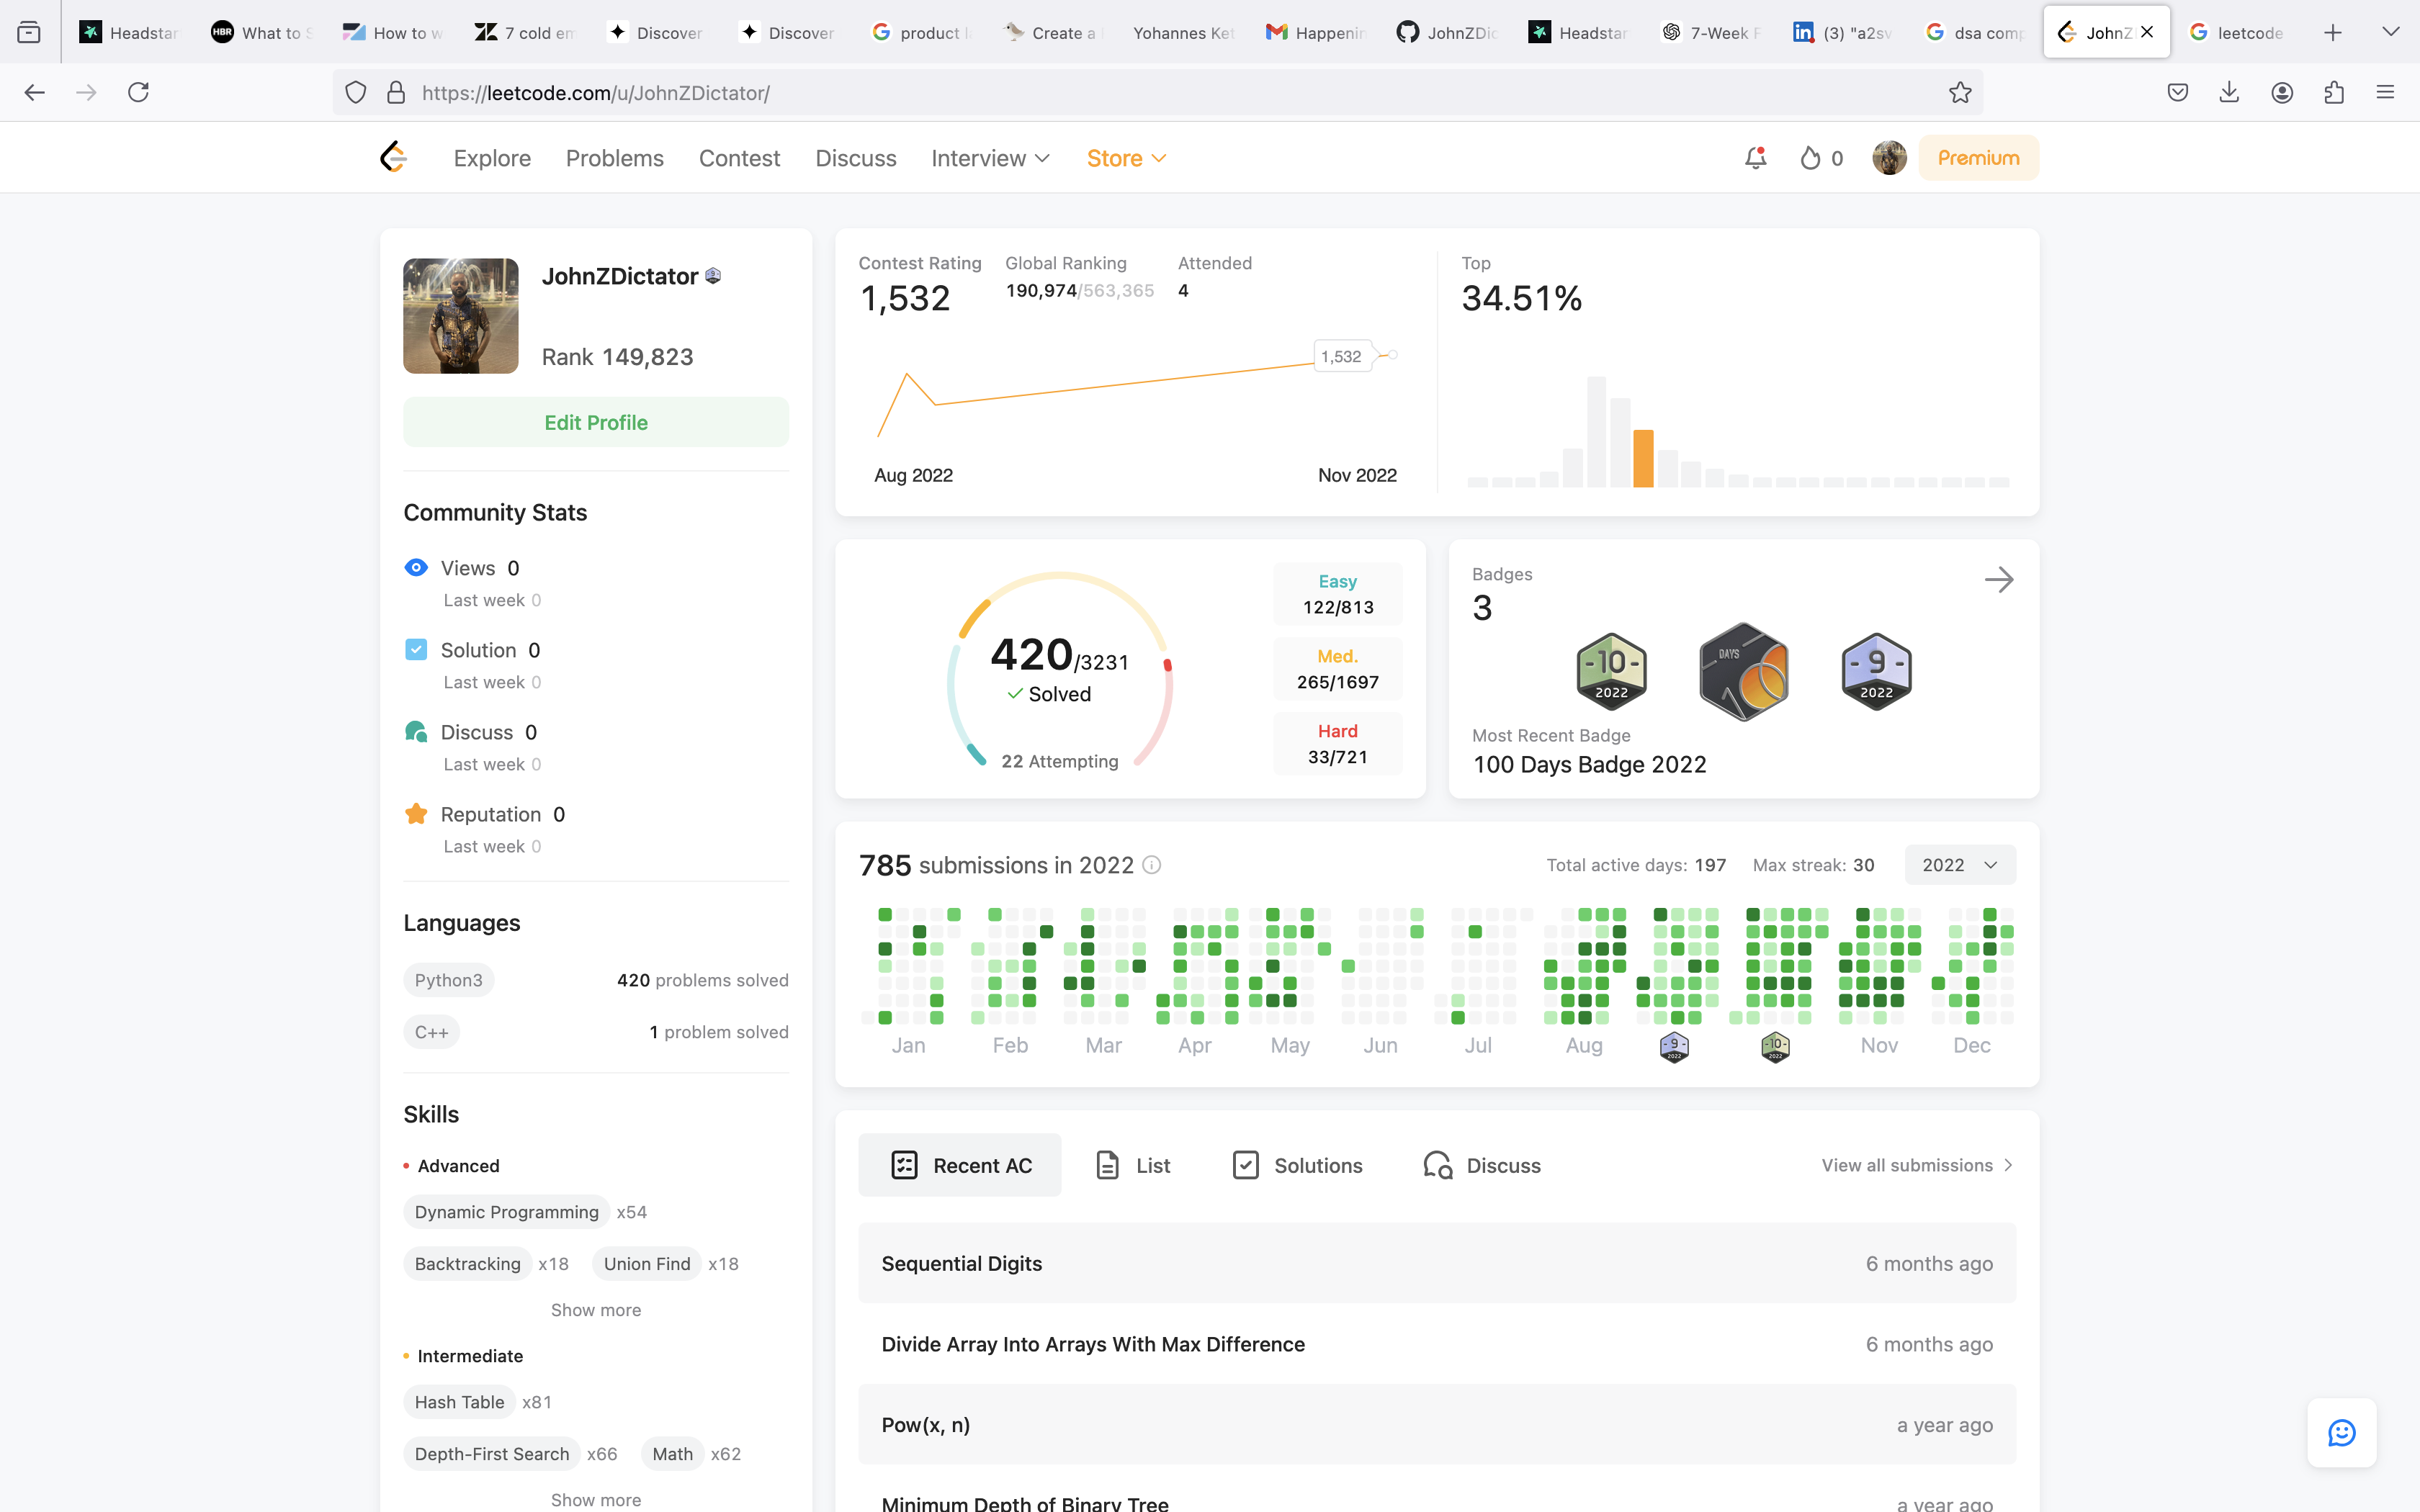 Headstar
HBR What to S
How to w
7 cold em
Discover
Discover
product l
Create a
Yohannes Ket
Happenin
JohnZDic
Headstar
7-Week F
(3) "a2sv
dsa comp
JohnZ
leetcode
https://leetcode.com/u/JohnZDictator/
Explore Problems Contest Discuss Interview Store 0 Premium
JohnZDictator
Rank 149,823
Edit Profile
Community Stats
Views 0
Last week 0
Solution 0
Last week 0
Discuss 0
Last week 0
Reputation 0
Last week 0
Languages
Python3 420 problems solved
C++ 1 problem solved
Skills
Advanced
Dynamic Programming x54
Backtracking x18 Union Find x18
Show more
Intermediate
Hash Table x81
Depth-First Search x66 Math x62
Show more
Contest Rating Global Ranking Attended
1,532 190,974/563,365 4
1,532
Aug 2022 Nov 2022
Top
34.51%
420/3231
Solved
22 Attempting
Easy
122/813
Med.
265/1697
Hard
33/721
Badges
3
-10- 2022
DAYS
-9- 2022
Most Recent Badge
100 Days Badge 2022
785 submissions in 2022 Total active days: 197 Max streak: 30 2022
Jan Feb Mar Apr May Jun Jul Aug -9- 2022 -10- 2022 Nov Dec
Recent AC List Solutions Discuss View all submissions
Sequential Digits 6 months ago
Divide Array Into Arrays With Max Difference 6 months ago
Pow(x, n) a year ago
Minimum Depth of Binary Tree a year ago